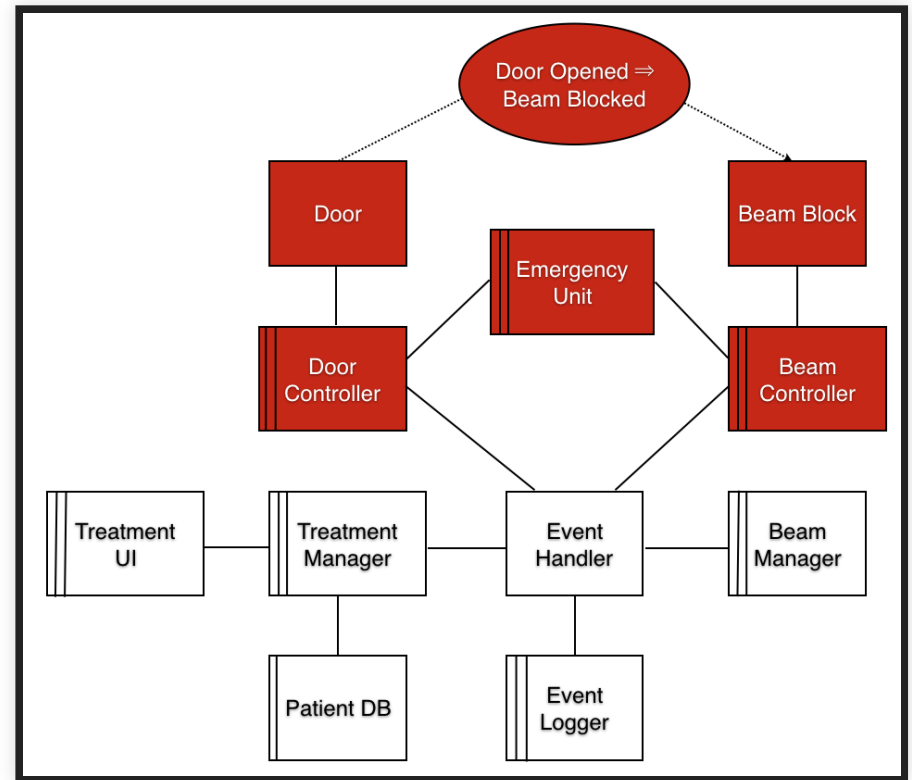 Door Opened ⇒
Beam Blocked
Door
Beam Block
Emergency
Unit
Door
Controller
Beam
Controller
Treatment
UI
Treatment
Manager
Event
Handler
Beam
Manager
Patient DB
Event
Logger